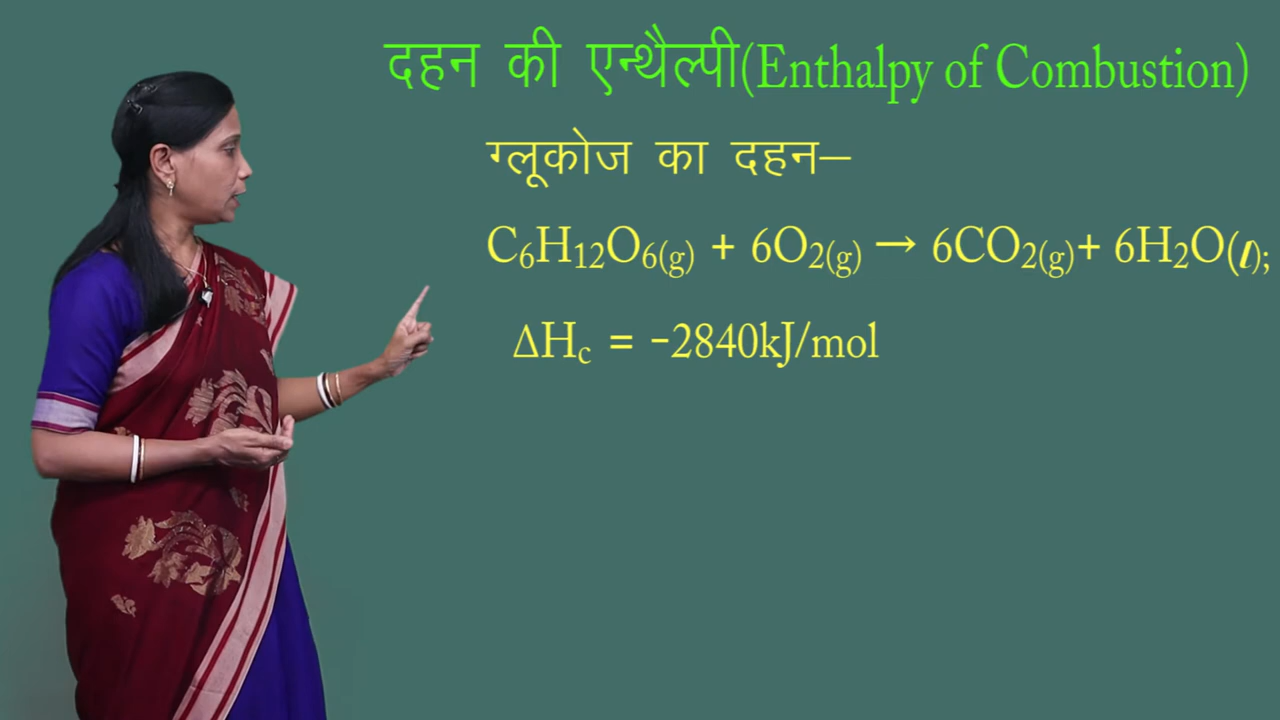 दहन की एन्थैल्पी(Enthalpy of Combustion)
ग्लूकोज का दहन–
C₆H₁₂O₆(g) + 6O₂(g) → 6CO₂(g)+ 6H₂O(l);
ΔHc = -2840kJ/mol